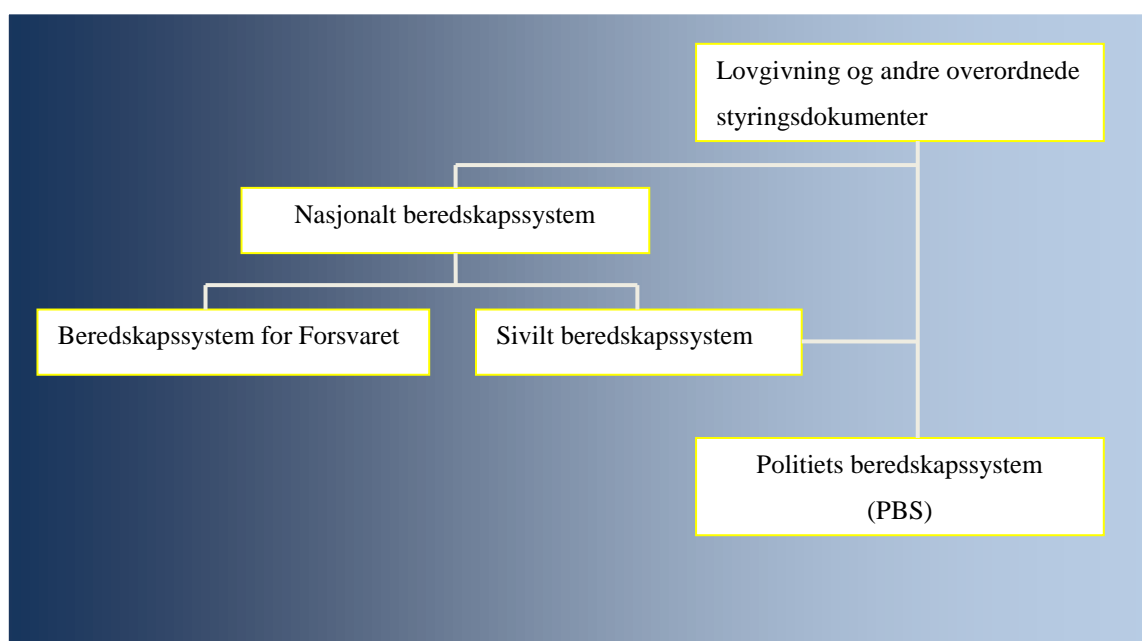 Lovgivning og andre overordnede
styringsdokumenter
Nasjonalt beredskapssystem
Beredskapssystem for Forsvaret
Sivilt beredskapssystem
Politiets beredskapssystem
(PBS)